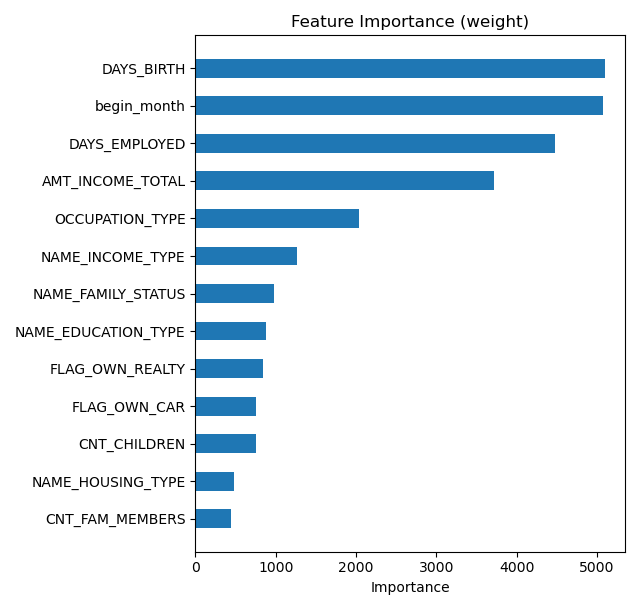 Feature Importance (weight)
DAYS_BIRTH
begin_month
DAYS_EMPLOYED
AMT_INCOME_TOTAL
OCCUPATION_TYPE
NAME_INCOME_TYPE
NAME_FAMILY_STATUS
NAME_EDUCATION_TYPE
FLAG_OWN_REALTY
FLAG_OWN_CAR
CNT_CHILDREN
NAME_HOUSING_TYPE
CNT_FAM_MEMBERS
0 1000 2000 3000 4000 5000
Importance